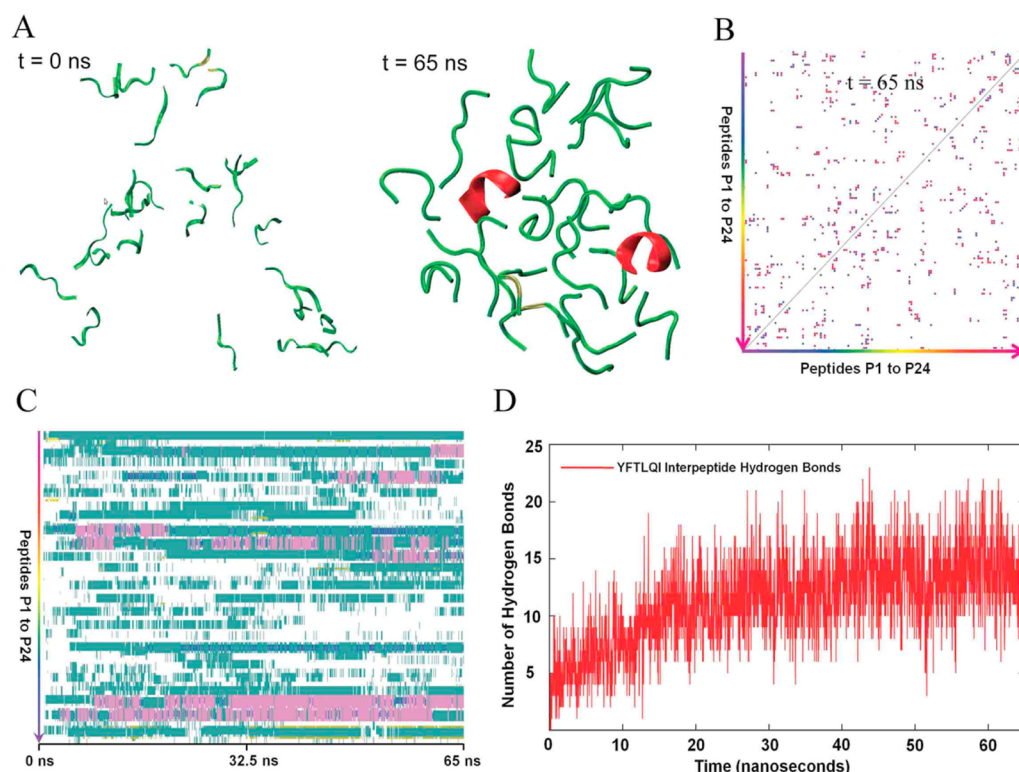 A
t = 0 ns
t = 65 ns
B
t = 65 ns
Peptides P1 to P24
Peptides P1 to P24
C
Peptides P1 to P24
0 ns
32.5 ns
65 ns
D
25
20
15
10
5
Number of Hydrogen Bonds
YFTLQI Interpeptide Hydrogen Bonds
0
10
20
30
40
50
60
Time (nanoseconds)